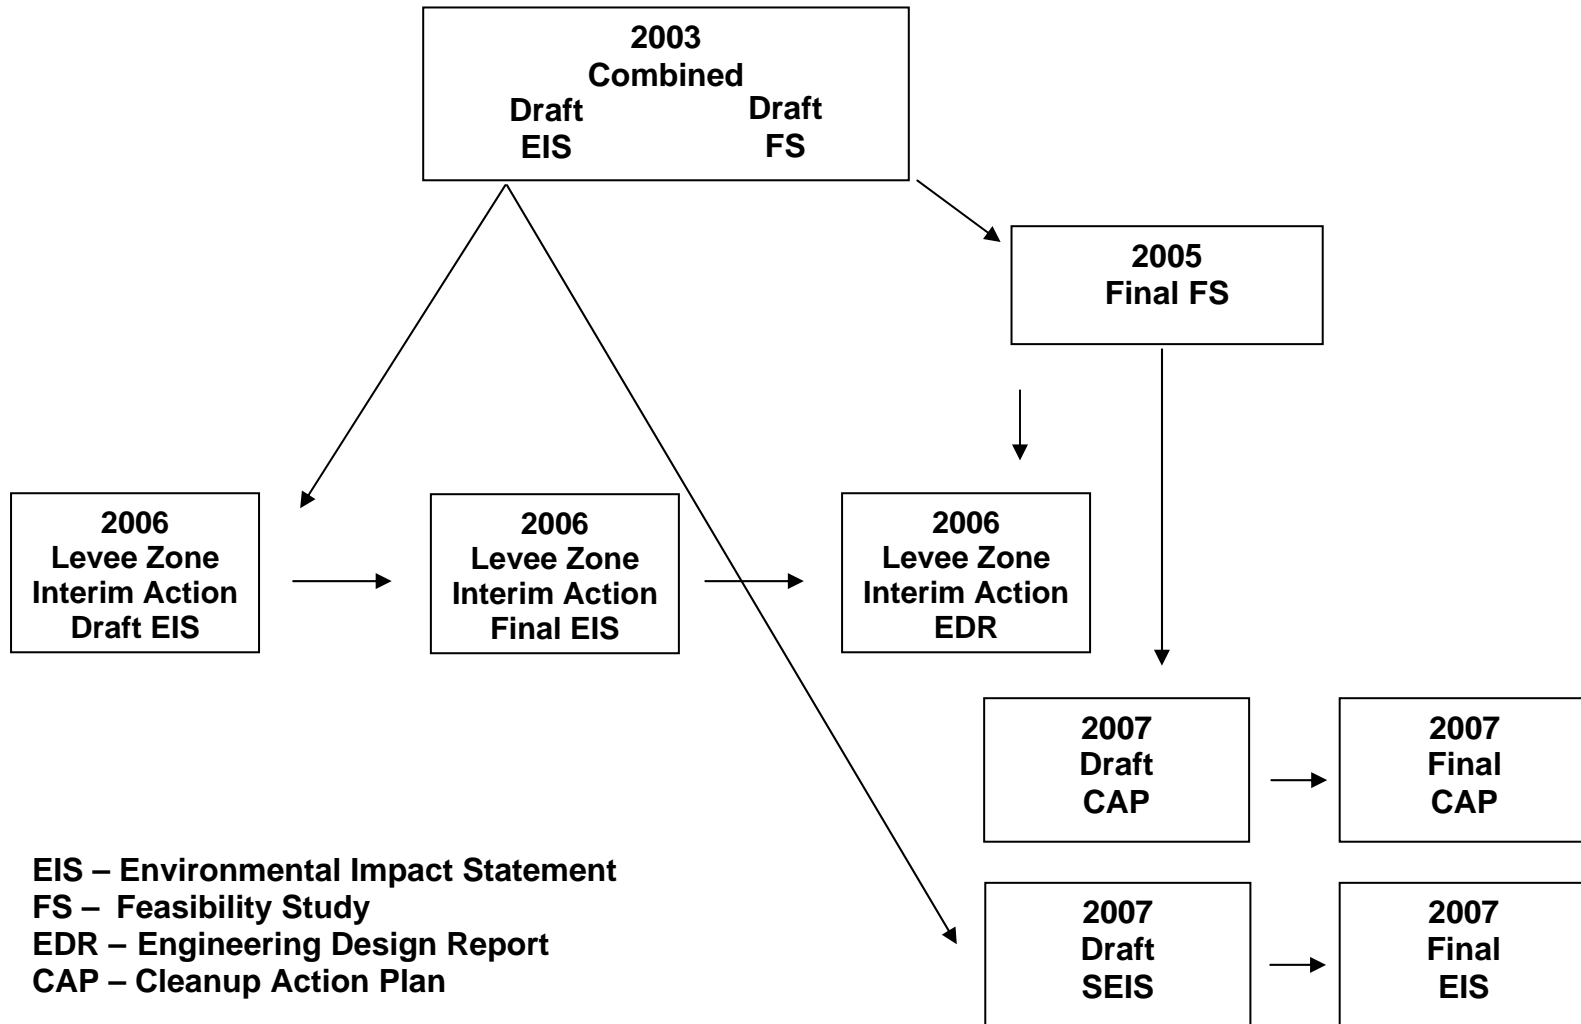 2003
Combined
Draft
EIS
Draft
FS
2005
Final FS
2006
Levee Zone
Interim Action
Draft EIS
2006
Levee Zone
Interim Action
Final EIS
2006
Levee Zone
Interim Action
EDR
2007
Draft
CAP
2007
Final
CAP
2007
Draft
SEIS
2007
Final
EIS
EIS – Environmental Impact Statement
FS – Feasibility Study
EDR – Engineering Design Report
CAP – Cleanup Action Plan